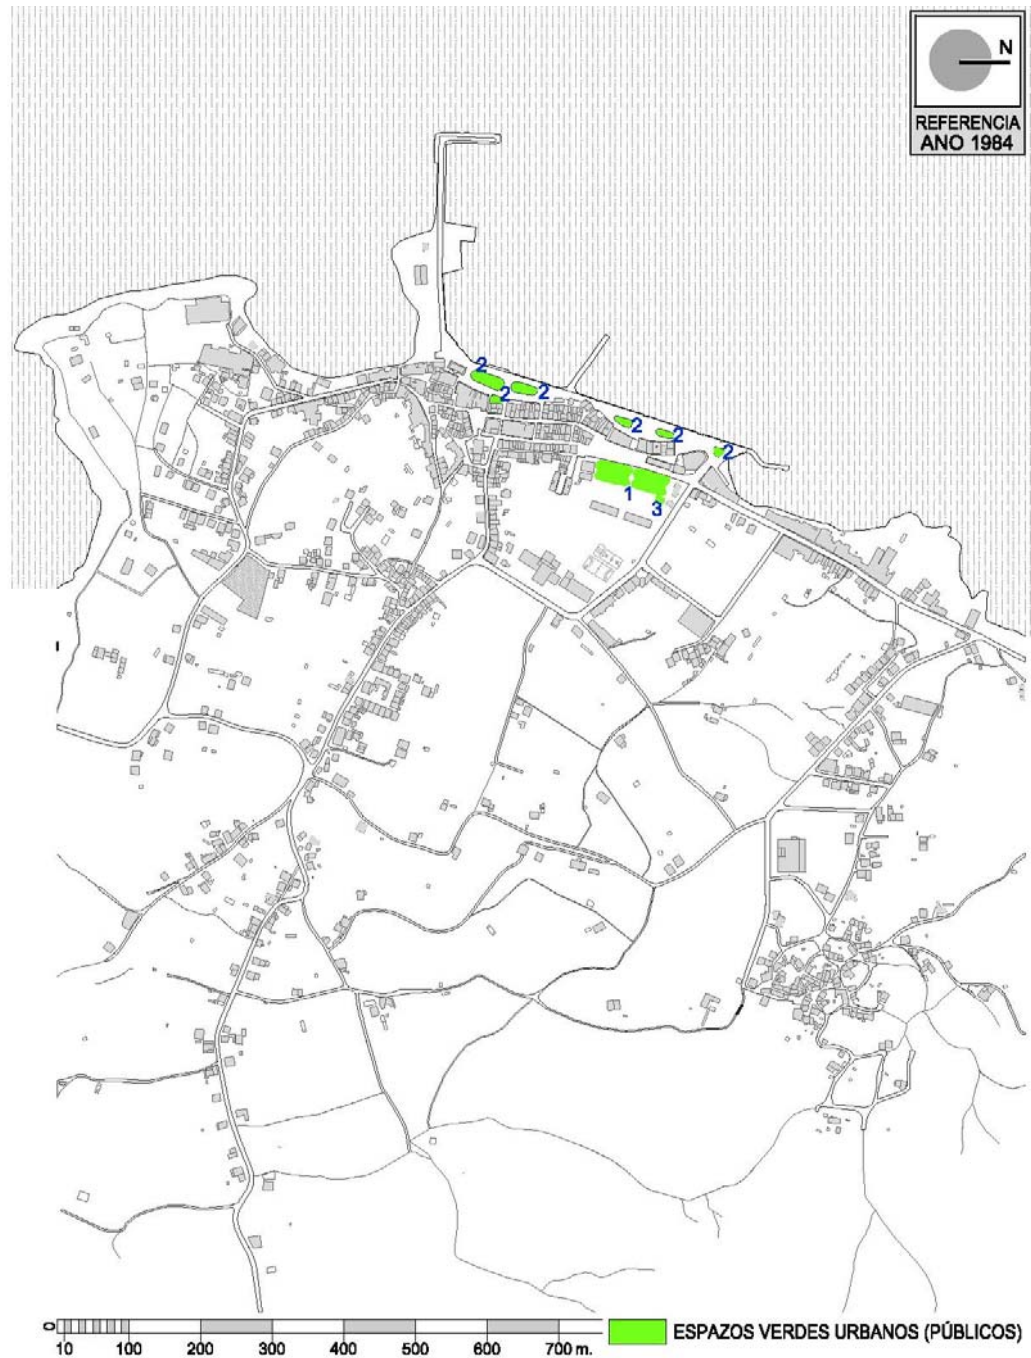 N
REFERENCIA
ANO 1984
2
2
2
2
2
2
1
3
0
10 100 200 300 400 500 600 700 m.
ESPAZOS VERDES URBANOS (PÚBLICOS)